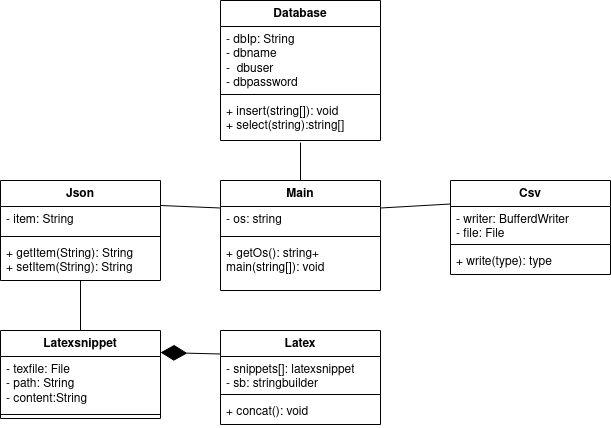 Database
- dbIp: String
- dbname
-  dbuser
- dbpassword
+ insert(string[]): void
+ select(string):string[]
Json
- item: String
+ getItem(String): String
+ setItem(String): String
Main
- os: string
+ getOs(): string+
main(string[]): void
Csv
- writer: BufferdWriter
- file: File
+ write(type): type
Latexsnippet
- texfile: File
- path: String
- content:String
Latex
- snippets[]: latexsnippet
- sb: stringbuilder
+ concat(): void